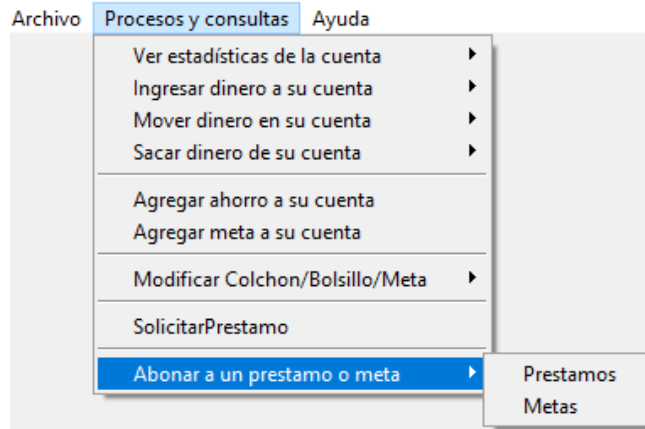 Archivo Procesos y consultas Ayuda
Ver estadísticas de la cuenta
Ingresar dinero a su cuenta
Mover dinero en su cuenta
Sacar dinero de su cuenta
Agregar ahorro a su cuenta
Agregar meta a su cuenta
Modificar Colchon/Bolsillo/Meta
SolicitarPrestamo
Abonar a un prestamo o meta
Prestamos
Metas